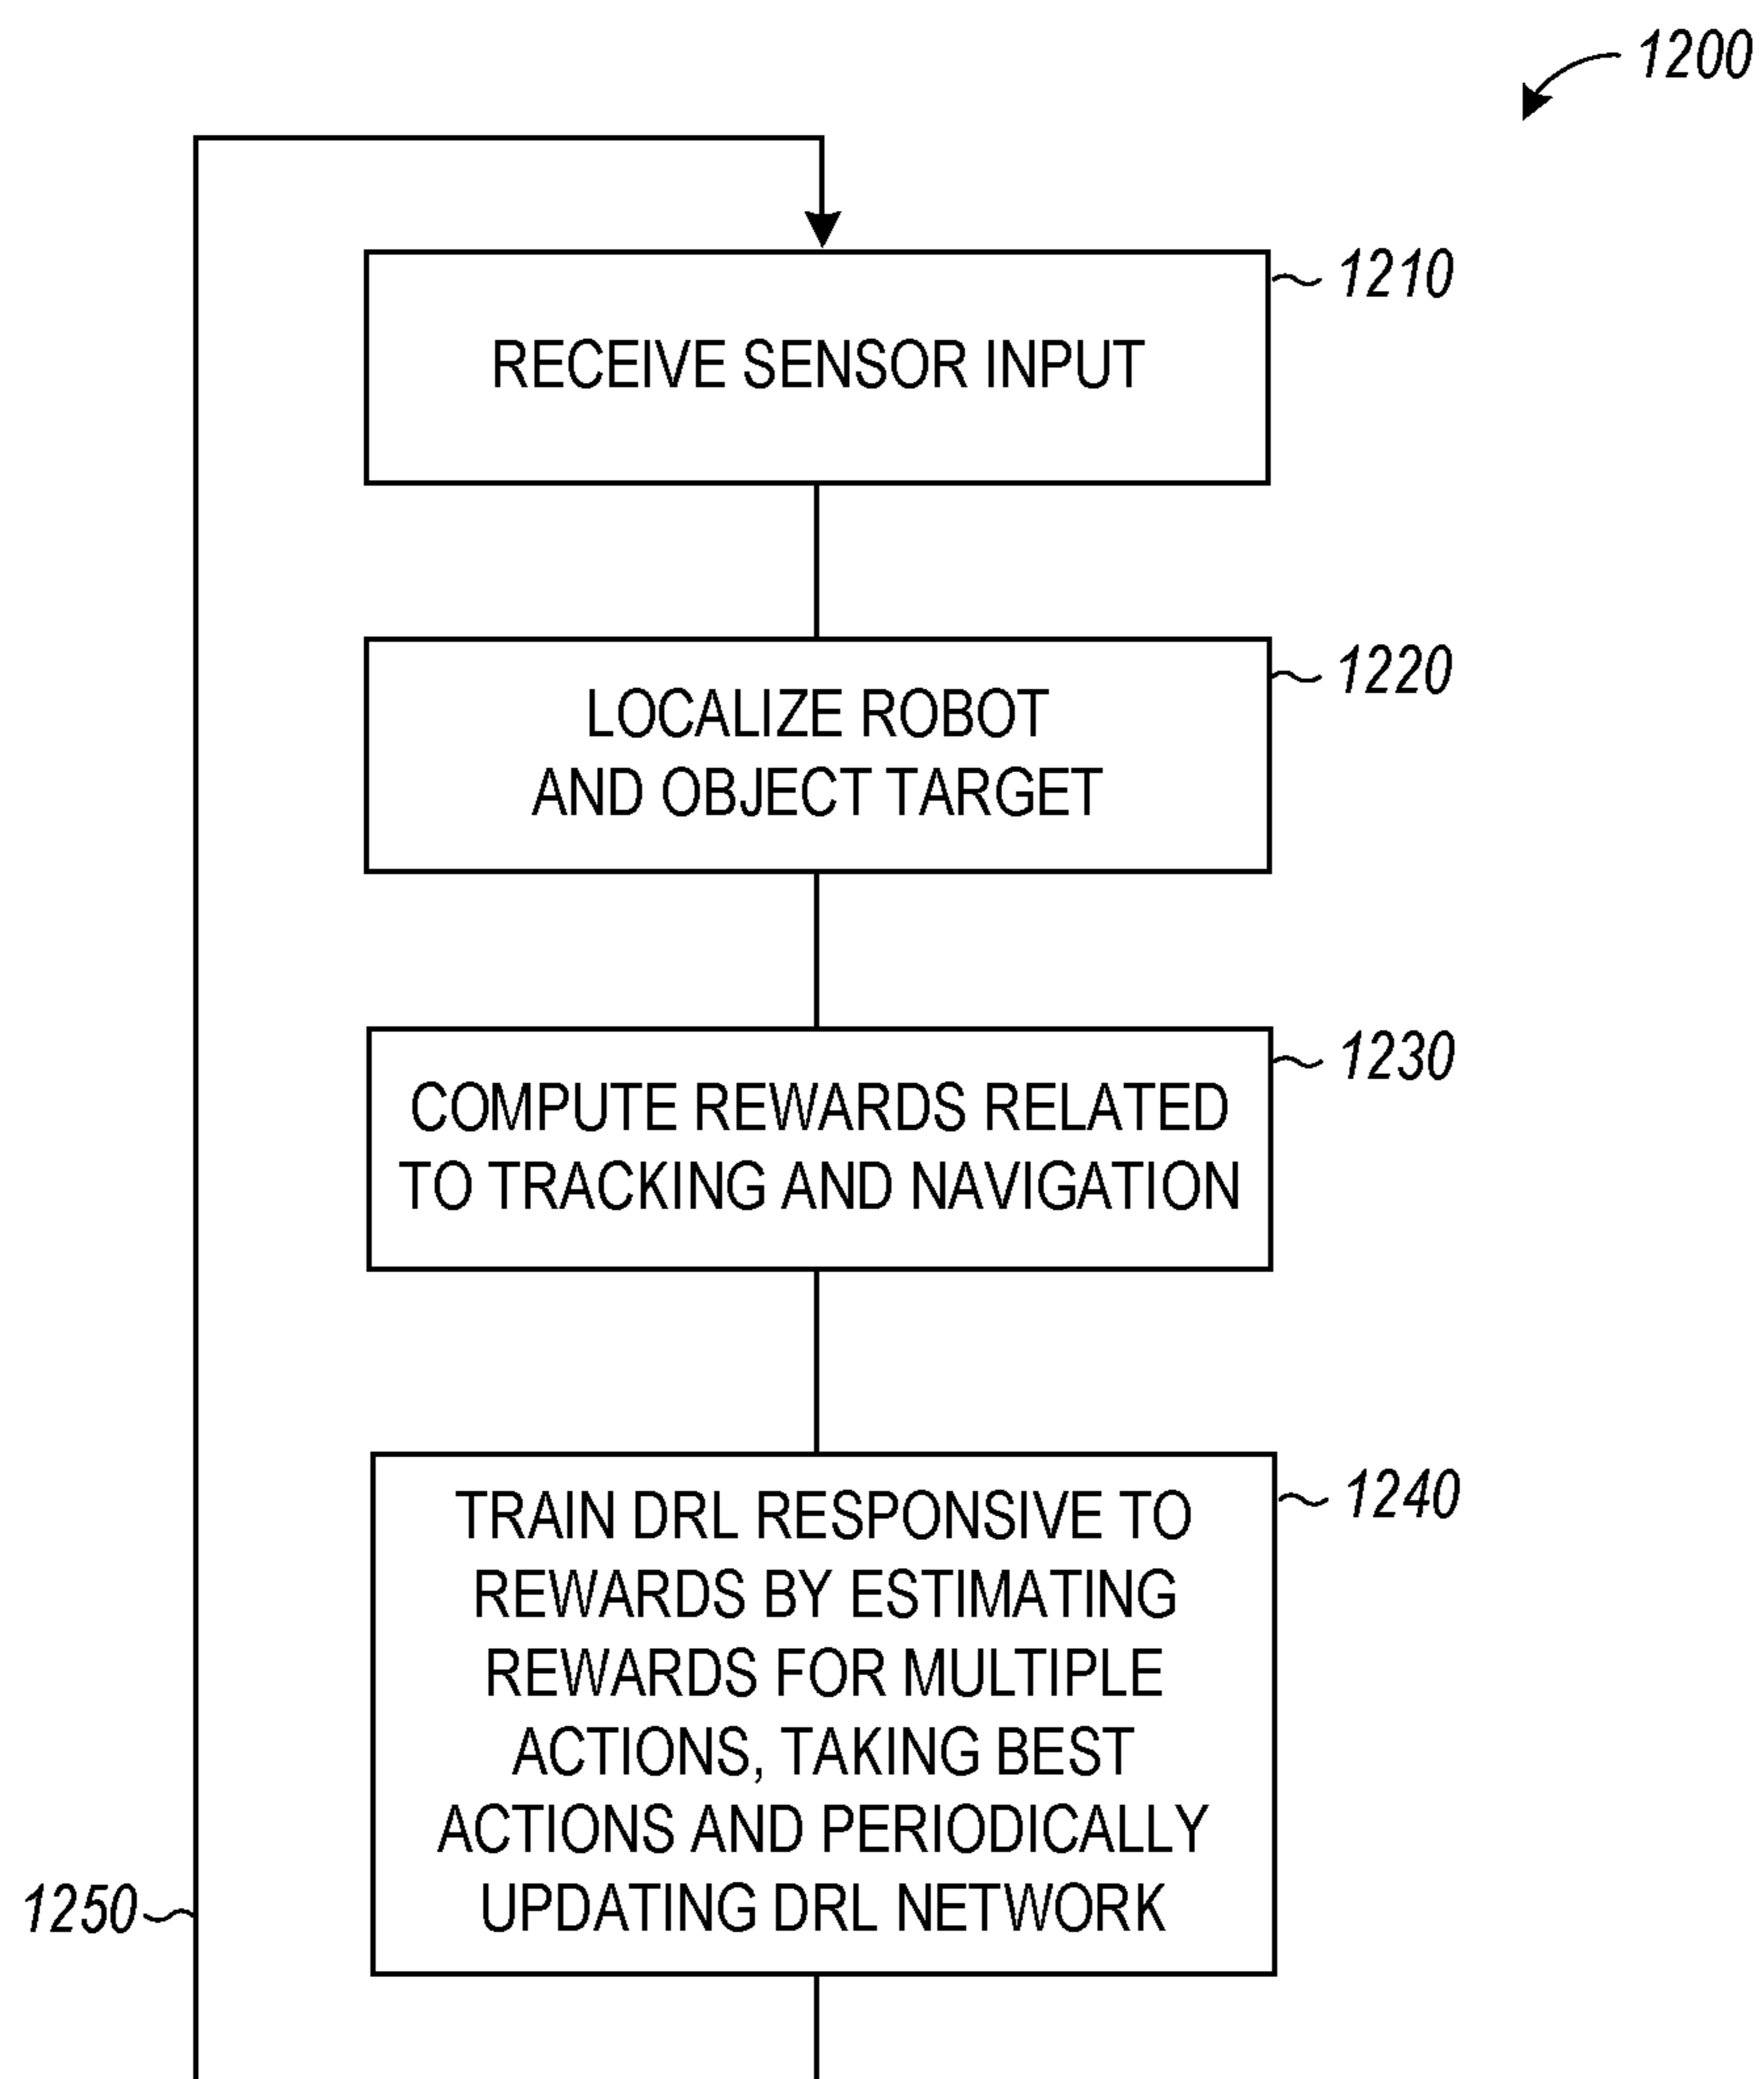 1200
1210
RECEIVE SENSOR INPUT
1220
LOCALIZE ROBOT
AND OBJECT TARGET
1230
COMPUTE REWARDS RELATED
TO TRACKING AND NAVIGATION
1240
TRAIN DRL RESPONSIVE TO
REWARDS BY ESTIMATING
REWARDS FOR MULTIPLE
ACTIONS, TAKING BEST
ACTIONS AND PERIODICALLY
UPDATING DRL NETWORK
1250